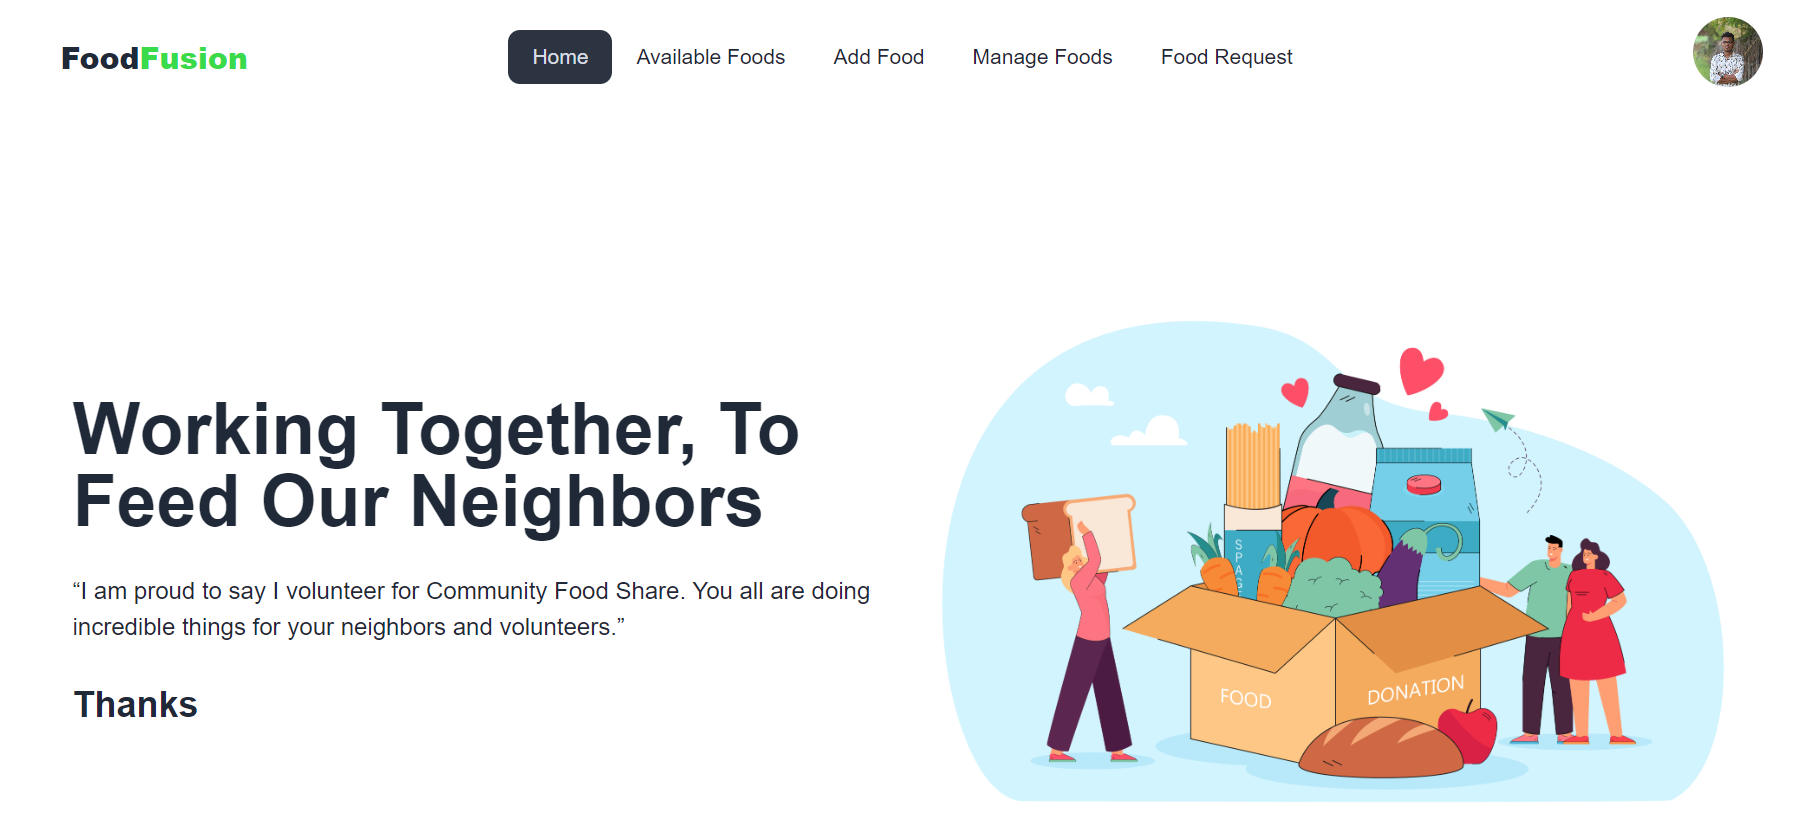 FoodFusion
Home Available Foods Add Food Manage Foods Food Request
Working Together, To
Feed Our Neighbors
“I am proud to say I volunteer for Community Food Share. You all are doing
incredible things for your neighbors and volunteers.”
Thanks
SPAG
FOOD
DONATION